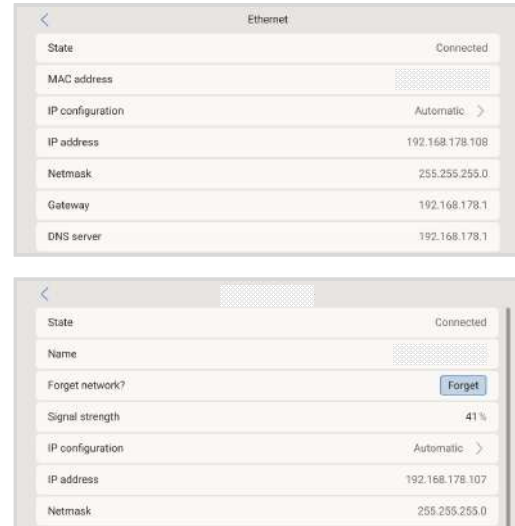 Ethernet
State Connected
MAC address
IP configuration Automatic
IP address 192.168.178.108
Netmask 255.255.255.0
Gateway 192.168.178.1
DNS server 192.168.178.1
State Connected
Name
Forget network? Forget
Signal strength 41%
IP configuration Automatic
IP address 192.168.178.107
Netmask 255.255.255.0